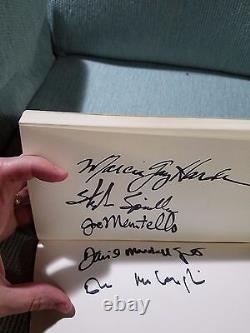 Marcia Gay Harden
Stephen Spinella
Joe Mantello
David Marshall Grant